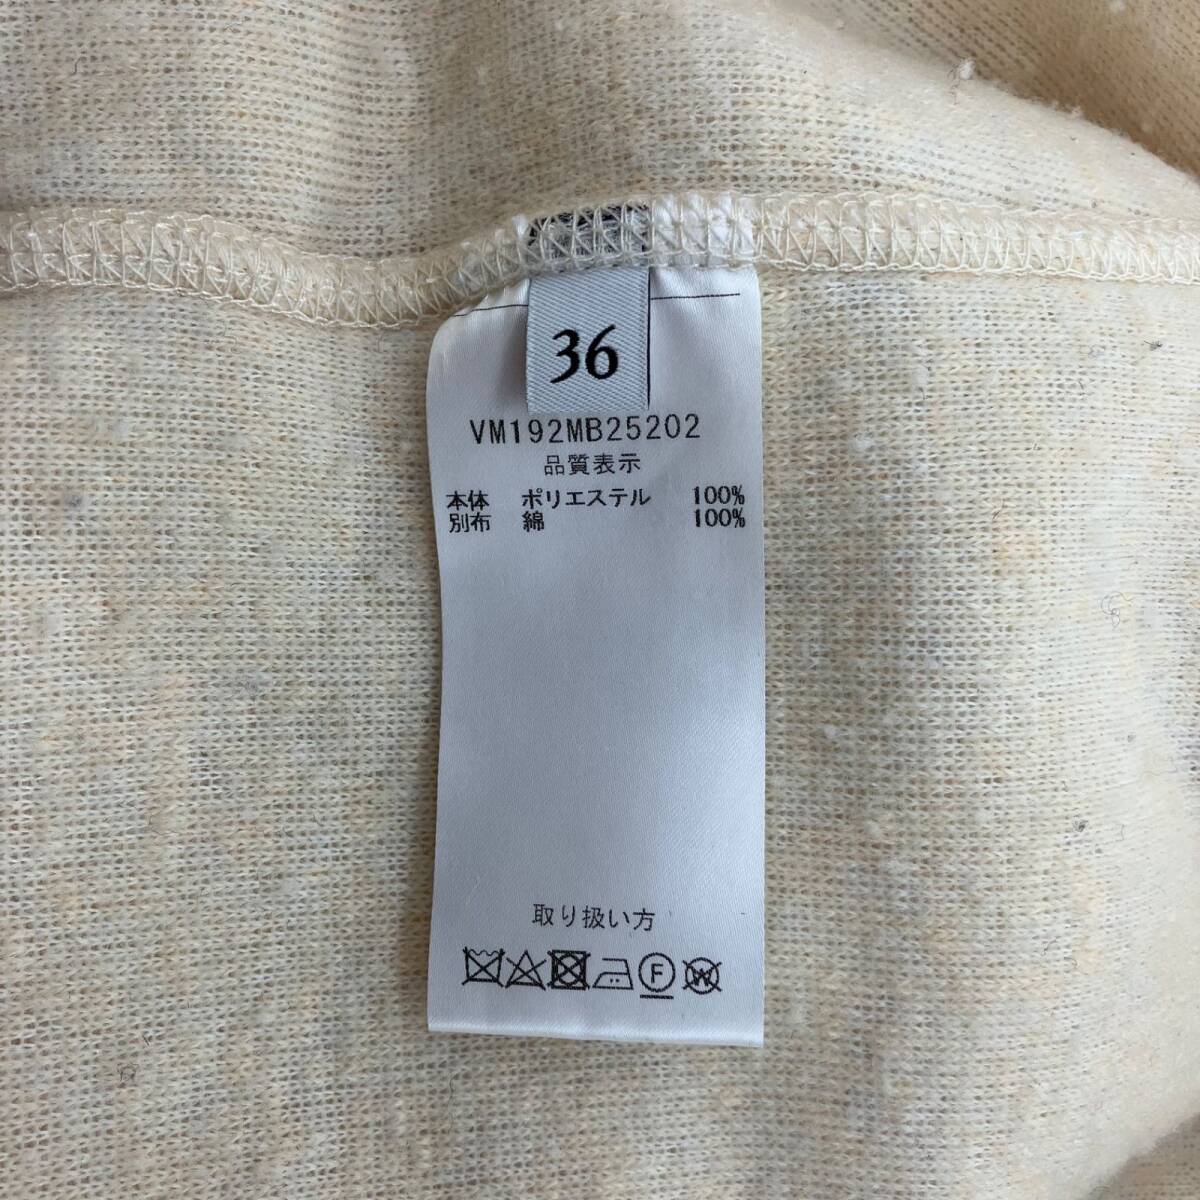 36
VM192MB25202
品質表示
本体 ポリエステル 100%
別布 綿 100%
取り扱い方
F W